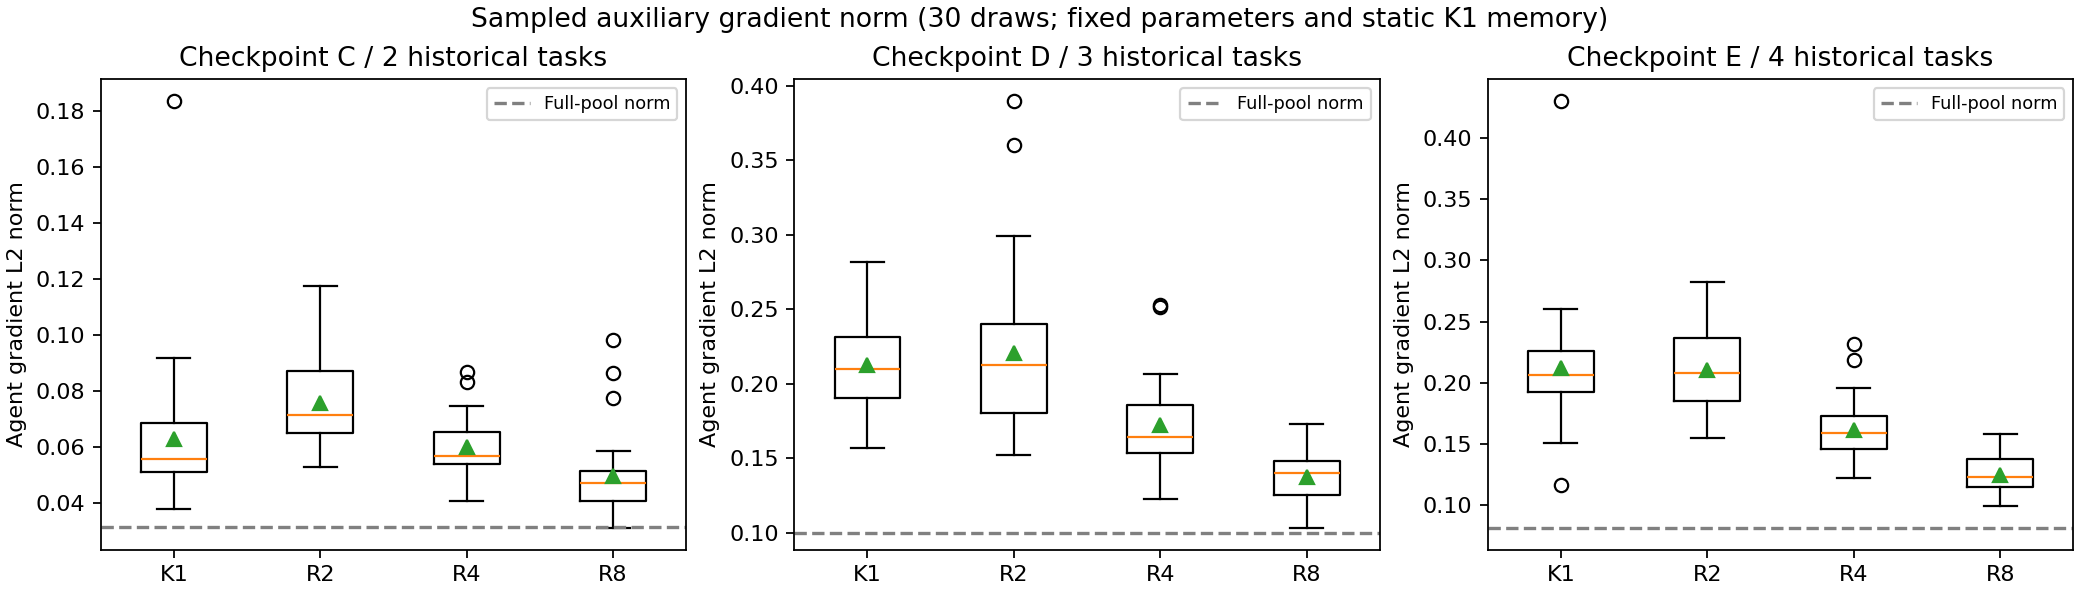 Sampled auxiliary gradient norm (30 draws; fixed parameters and static K1 memory)
Checkpoint C / 2 historical tasks
Agent gradient L2 norm
0.18
0.16
0.14
0.12
0.10
0.08
0.06
0.04
Full-pool norm
K1 R2 R4 R8
Checkpoint D / 3 historical tasks
Agent gradient L2 norm
0.40
0.35
0.30
0.25
0.20
0.15
0.10
Full-pool norm
K1 R2 R4 R8
Checkpoint E / 4 historical tasks
Agent gradient L2 norm
0.40
0.35
0.30
0.25
0.20
0.15
0.10
Full-pool norm
K1 R2 R4 R8